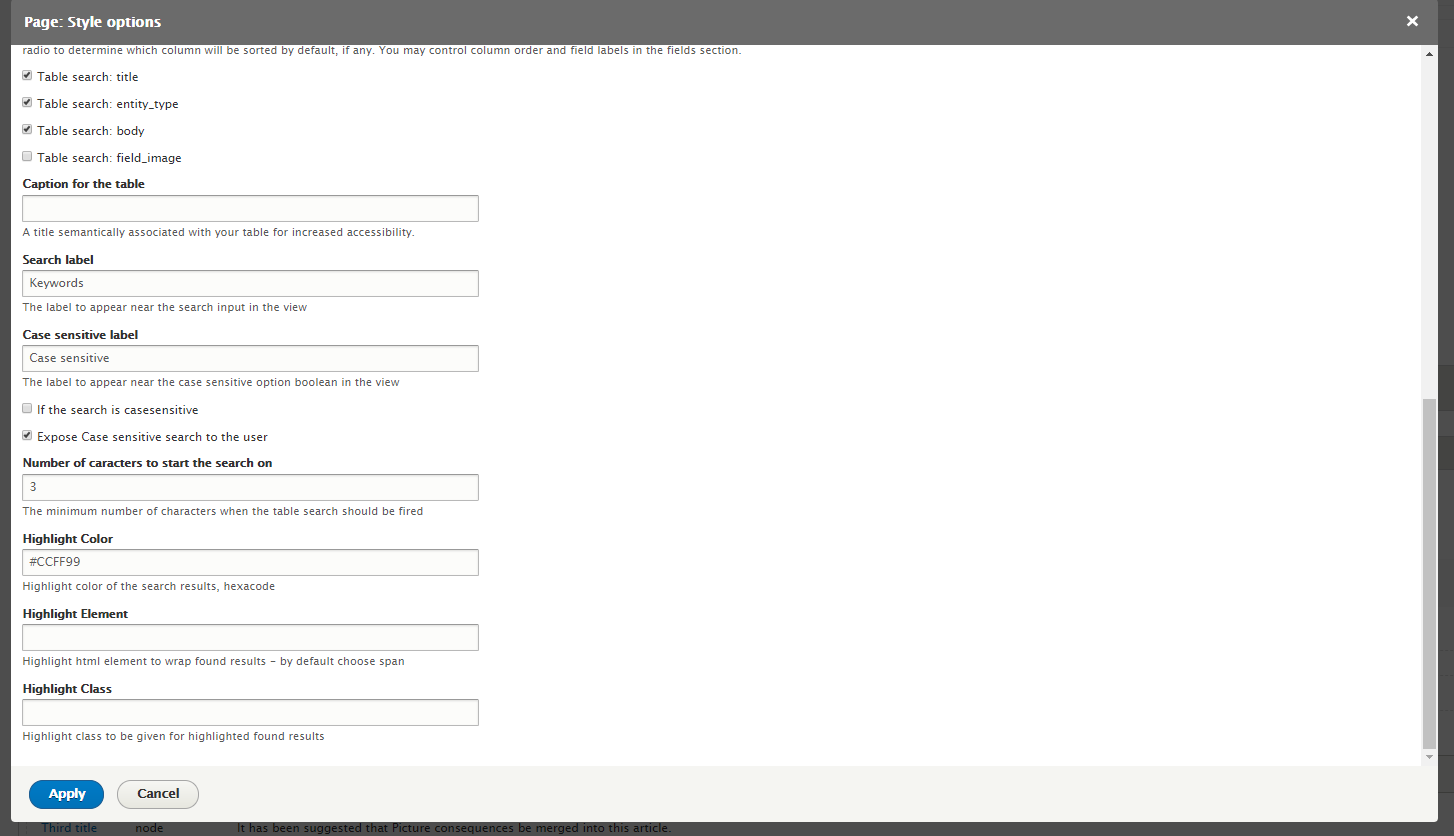 Page: Style options
radio to determine which column will be sorted by default, if any. You may control column order and field labels in the fields section.
Table search: title
Table search: entity_type
Table search: body
Table search: field_image
Caption for the table
A title semantically associated with your table for increased accessibility.
Search label
Keywords
The label to appear near the search input in the view
Case sensitive label
Case sensitive
The label to appear near the case sensitive option boolean in the view
If the search is casesensitive
Expose Case sensitive search to the user
Number of caracters to start the search on
3
The minimum number of characters when the table search should be fired
Highlight Color
#CCFF99
Highlight color of the search results, hexacode
Highlight Element
Highlight html element to wrap found results - by default choose span
Highlight Class
Highlight class to be given for highlighted found results
Apply Cancel
Third title node It has been suggested that Picture consequences be merged into this article.